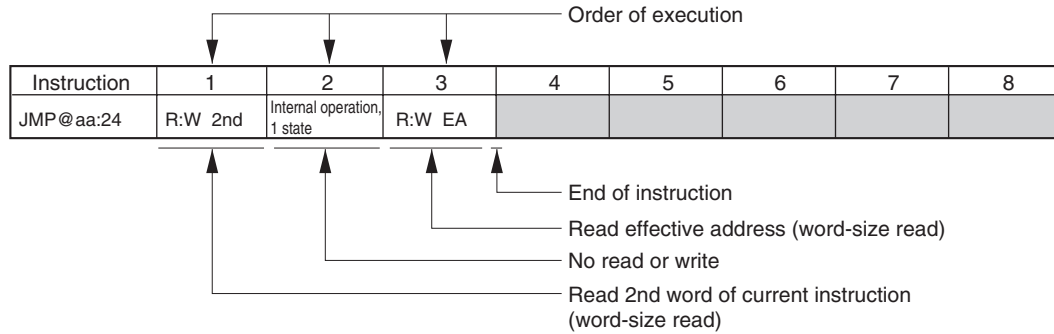 Order of execution
Instruction 1 2 3 4 5 6 7 8
JMP@aa:24 R:W 2nd Internal operation, R:W EA
1 state
End of instruction
Read effective address (word-size read)
No read or write
Read 2nd word of current instruction
(word-size read)